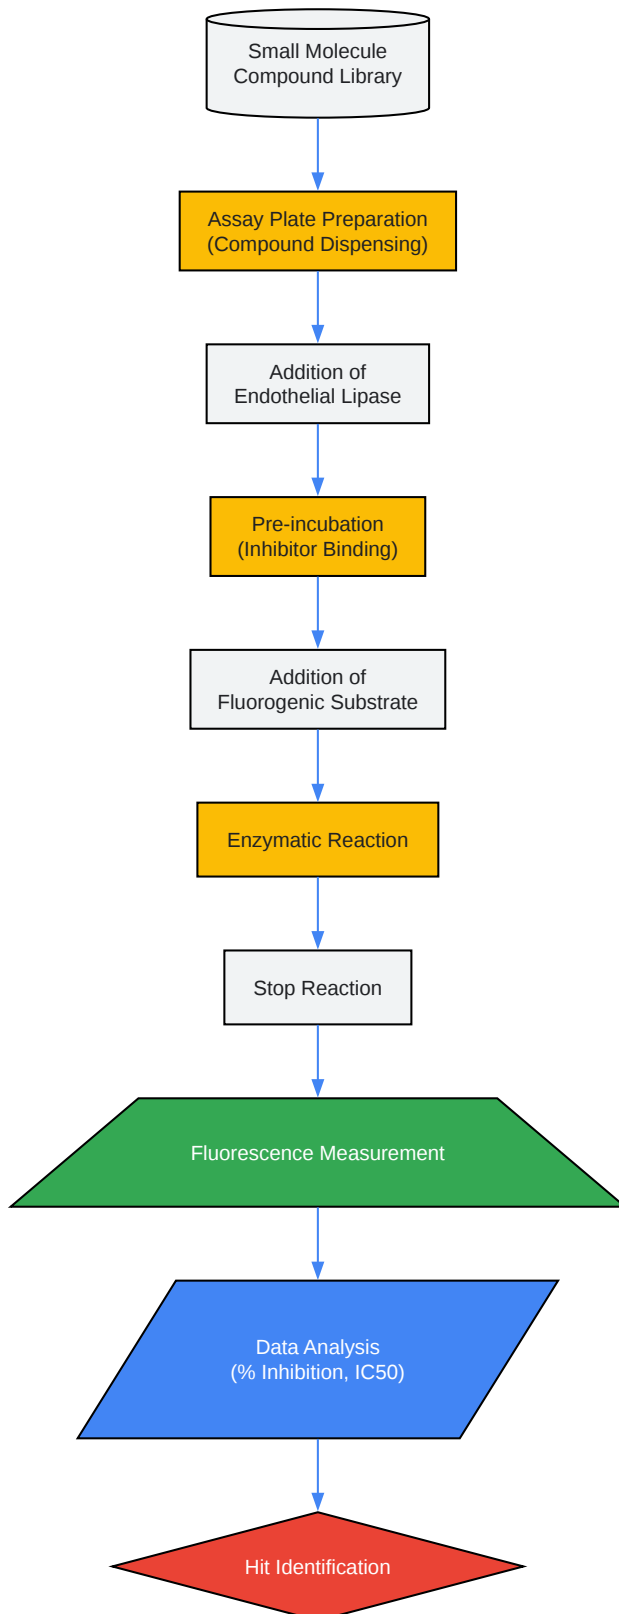 Small Molecule
Compound Library
Assay Plate Preparation
(Compound Dispensing)
Addition of
Endothelial Lipase
Pre-incubation
(Inhibitor Binding)
Addition of
Fluorogenic Substrate
Enzymatic Reaction
Stop Reaction
Fluorescence Measurement
Data Analysis
(% Inhibition, IC50)
Hit Identification